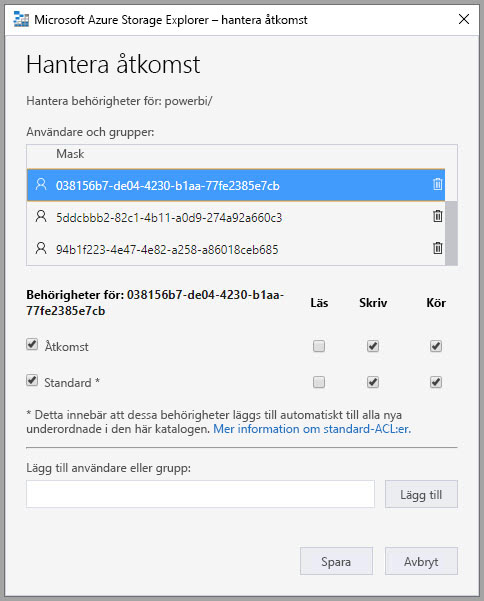 Microsoft Azure Storage Explorer – hantera åtkomst
Hantera åtkomst
Hantera behörigheter för: powerbi/
Användare och grupper:
Mask
038156b7-de04-4230-b1aa-77fe2385e7cb
5ddcbbb2-82c1-4b11-a0d9-274a92a660c3
94b1f223-4e47-4e82-a258-a86018ceb685
Behörigheter för: 038156b7-de04-4230-b1aa-
77fe2385e7cb
Läs Skriv Kör
Åtkomst
Standard *
* Detta innebär att dessa behörigheter läggs till automatiskt till alla nya
underordnade i den här katalogen. Mer information om standard-ACL:er.
Lägg till användare eller grupp:
Lägg till
Spara Avbryt